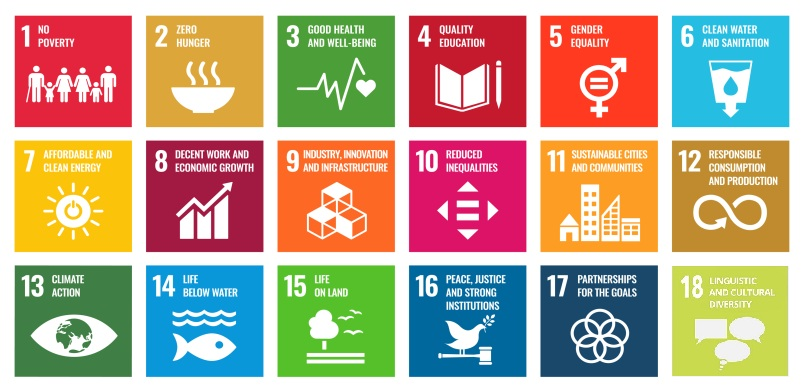 1 NO
POVERTY
2 ZERO
HUNGER
3 GOOD HEALTH
AND WELL-BEING
4 QUALITY
EDUCATION
5 GENDER
EQUALITY
6 CLEAN WATER
AND SANITATION
7 AFFORDABLE AND
CLEAN ENERGY
8 DECENT WORK AND
ECONOMIC GROWTH
9 INDUSTRY, INNOVATION
AND INFRASTRUCTURE
10 REDUCED
INEQUALITIES
11 SUSTAINABLE CITIES
AND COMMUNITIES
12 RESPONSIBLE
CONSUMPTION
AND PRODUCTION
13 CLIMATE
ACTION
14 LIFE
BELOW WATER
15 LIFE
ON LAND
16 PEACE, JUSTICE
AND STRONG
INSTITUTIONS
17 PARTNERSHIPS
FOR THE GOALS
18 LINGUISTIC
AND CULTURAL
DIVERSITY